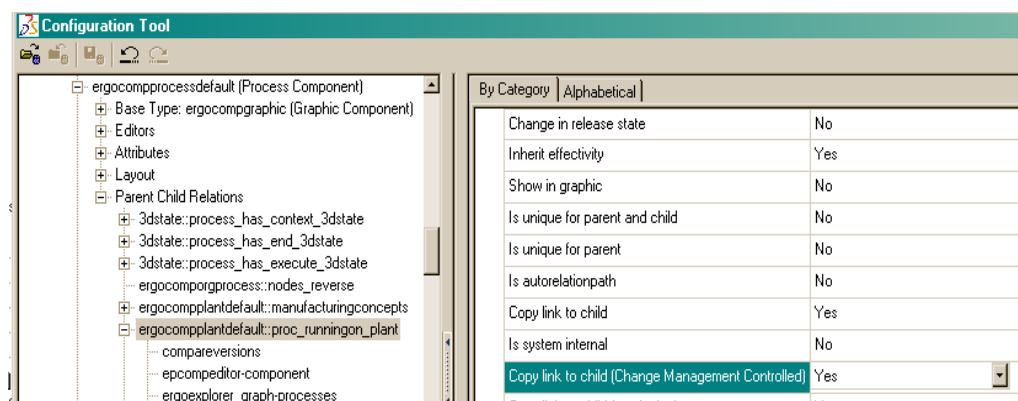 Configuration Tool
ergocompprocessdefault (Process Component)
Base Type: ergocompgraphic (Graphic Component)
Editors
Attributes
Layout
Parent Child Relations
3dstate::process_has_context_3dstate
3dstate::process_has_end_3dstate
3dstate::process_has_execute_3dstate
ergocomporgprocess::nodes_reverse
ergocompplantdefault::manufacturingconcepts
ergocompplantdefault::proc_runningon_plant
compareversions
epcompeditor-component
ergoexplorer_graph-processes
By Category Alphabetical
Change in release state No
Inherit effectivity Yes
Show in graphic No
Is unique for parent and child No
Is unique for parent No
Is autorelationpath No
Copy link to child Yes
Is system internal No
Copy link to child (Change Management Controlled) Yes